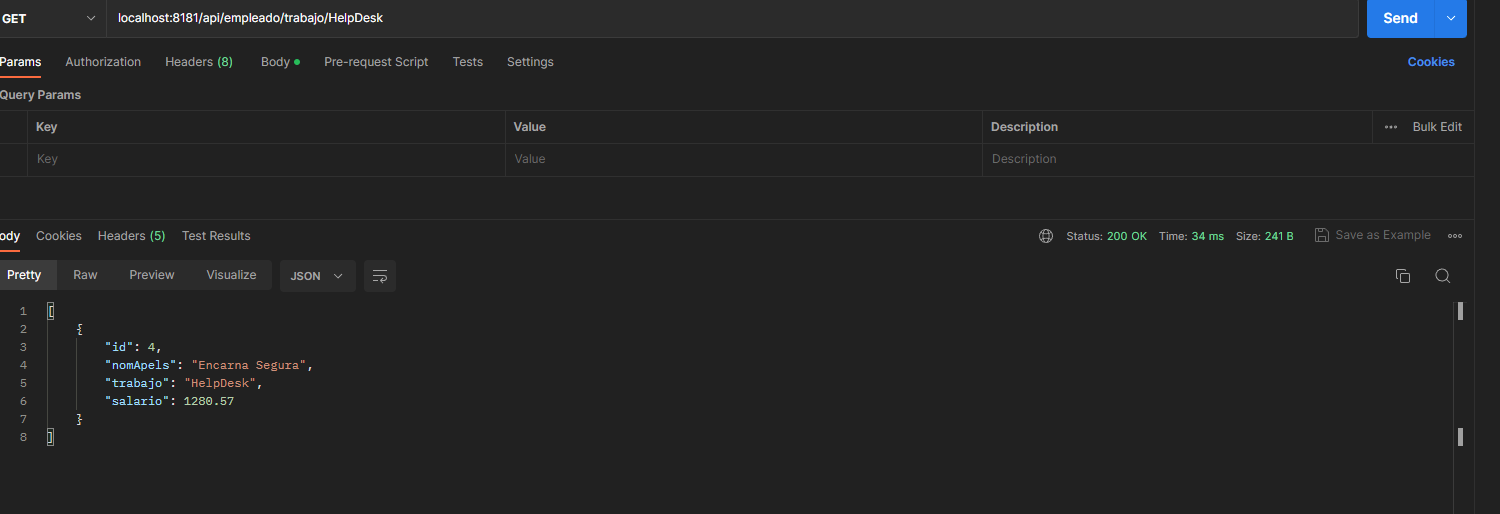 GET localhost:8181/api/empleado/trabajo/HelpDesk Send
Params Authorization Headers (8) Body Pre-request Script Tests Settings Cookies
Query Params
Key Value Description ••• Bulk Edit
Key Value Description
ody Cookies Headers (5) Test Results Status: 200 OK Time: 34 ms Size: 241 B Save as Example
Pretty Raw Preview Visualize JSON
1 [
2 {
3 "id": 4,
4 "nomApels": "Encarna Segura",
5 "trabajo": "HelpDesk",
6 "salario": 1280.57
7 }
8 ]